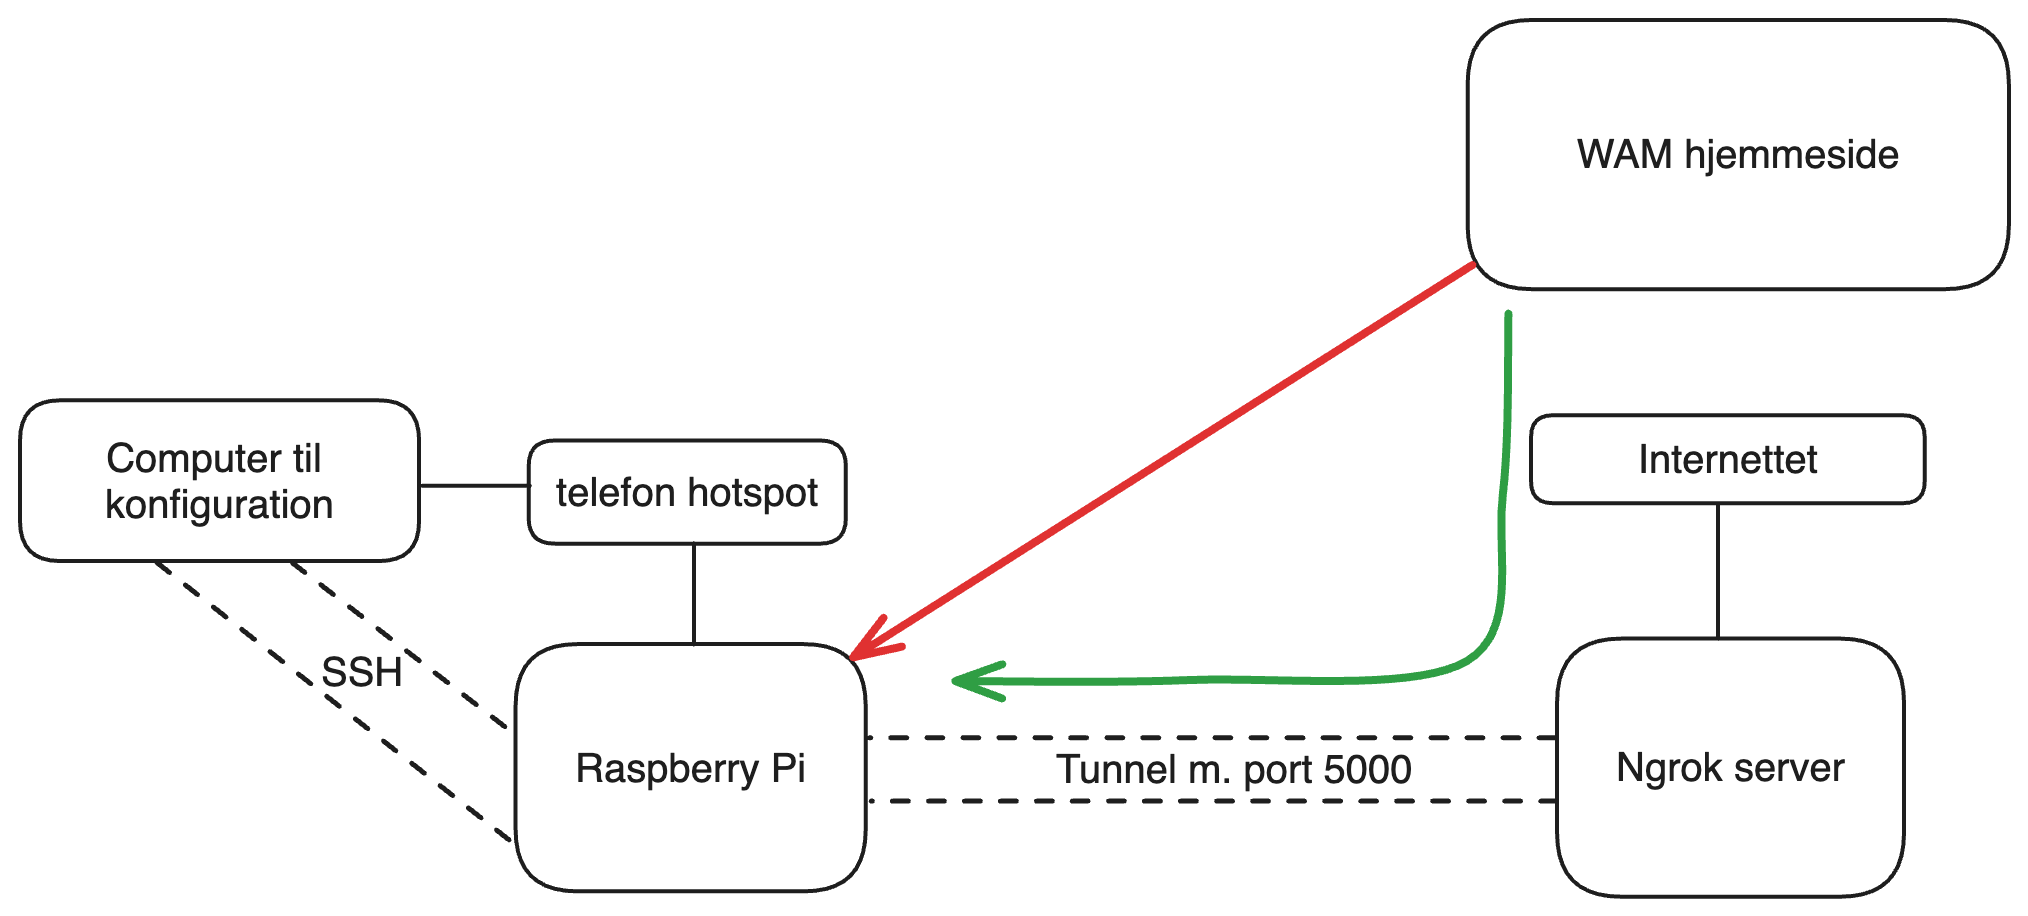 WAM hjemmeside
Computer til
konfiguration
telefon hotspot
Internettet
SSH
Raspberry Pi
Tunnel m. port 5000
Ngrok server